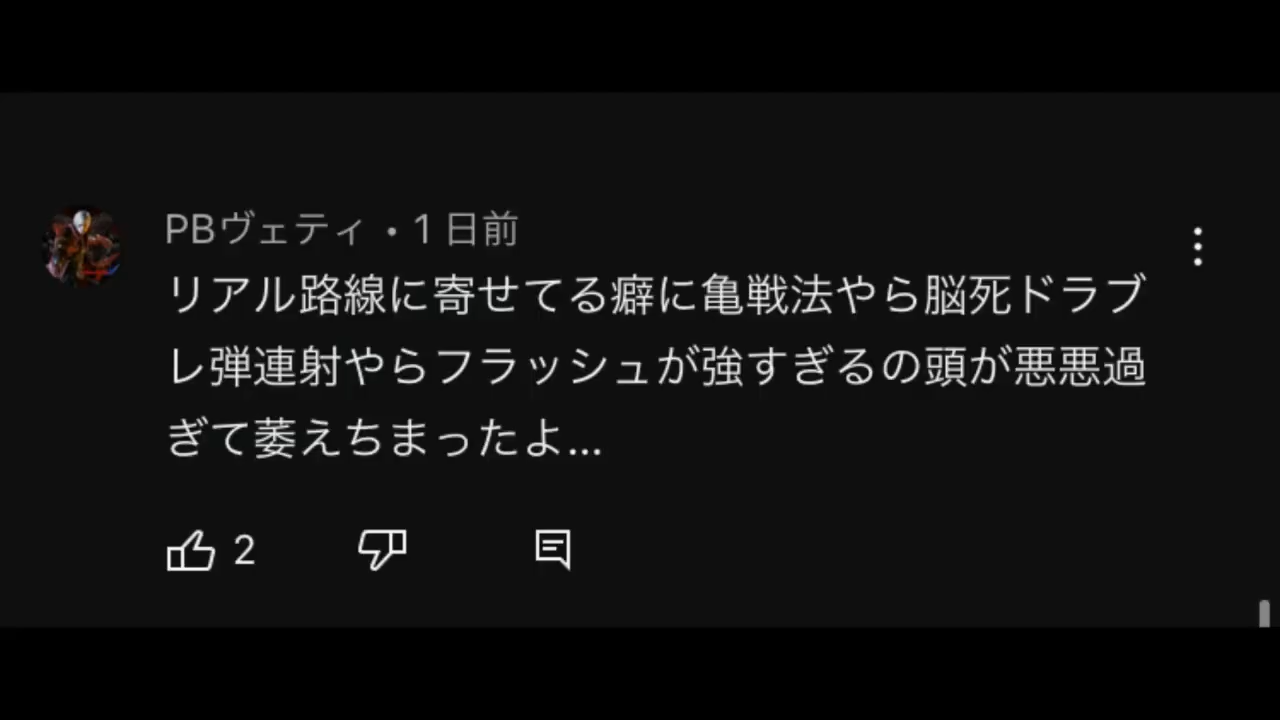 PBヴェティ・1 日前
リアル路線に寄せてる癖に亀戦法やら脳死ドラブ
レ弾連射やらフラッシュが強すぎるの頭が悪悪過
ぎて萎えちまったよ...
2